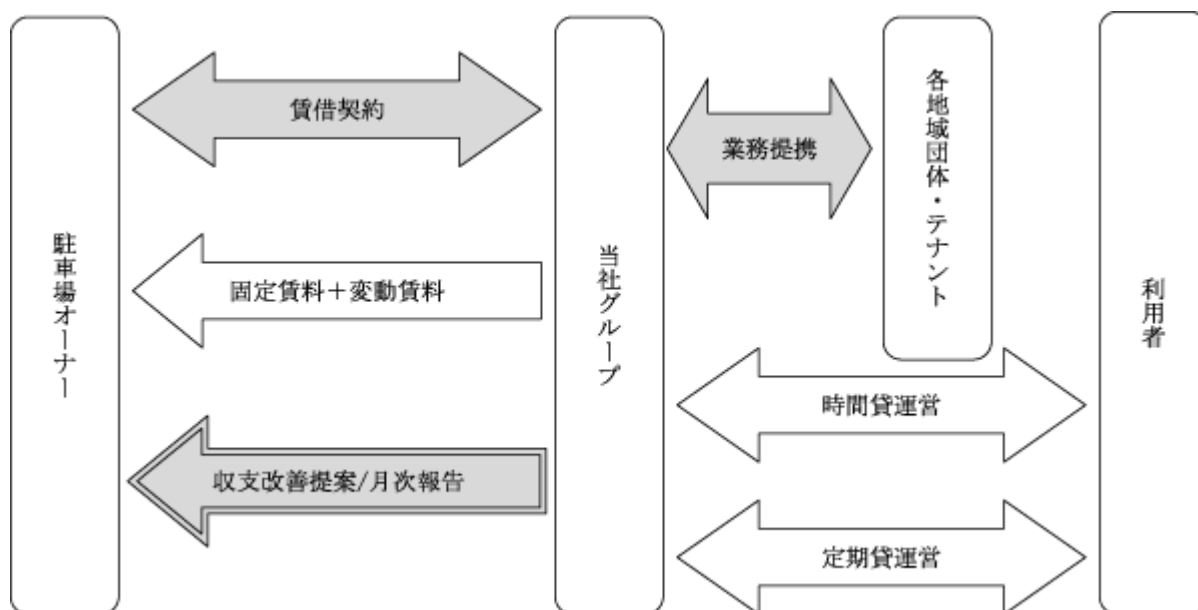 駐車場オーナー
賃借契約
固定賃料＋変動賃料
収支改善提案/月次報告
当社グループ
業務提携
各地域団体・テナント
時間貸運営
定期貸運営
利用者